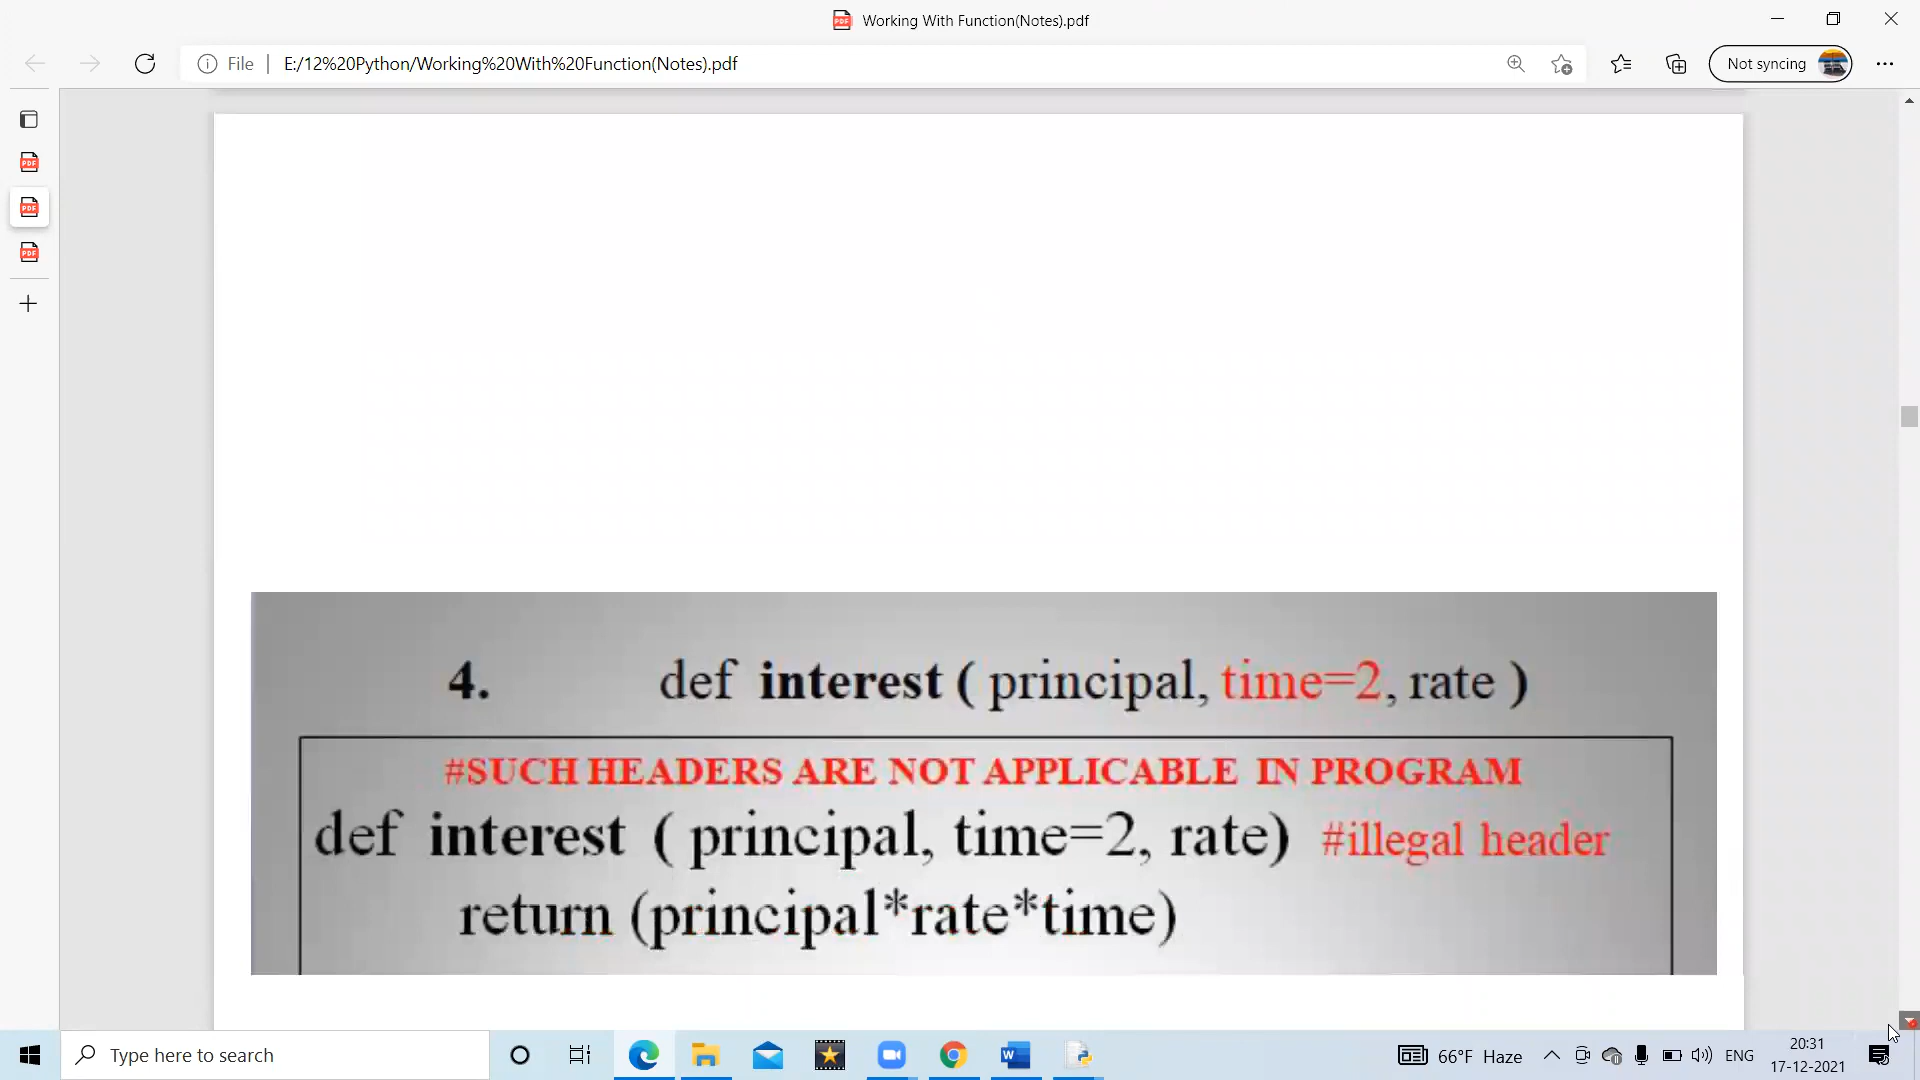 Working With Function(Notes).pdf
File | E:/12%20Python/Working%20With%20Function(Notes).pdf
Not syncing
4. def interest ( principal, time=2, rate )
#SUCH HEADERS ARE NOT APPLICABLE IN PROGRAM
def interest ( principal, time=2, rate) #illegal header
return (principal*rate*time)
Type here to search
66°F Haze
ENG
20:31
17-12-2021